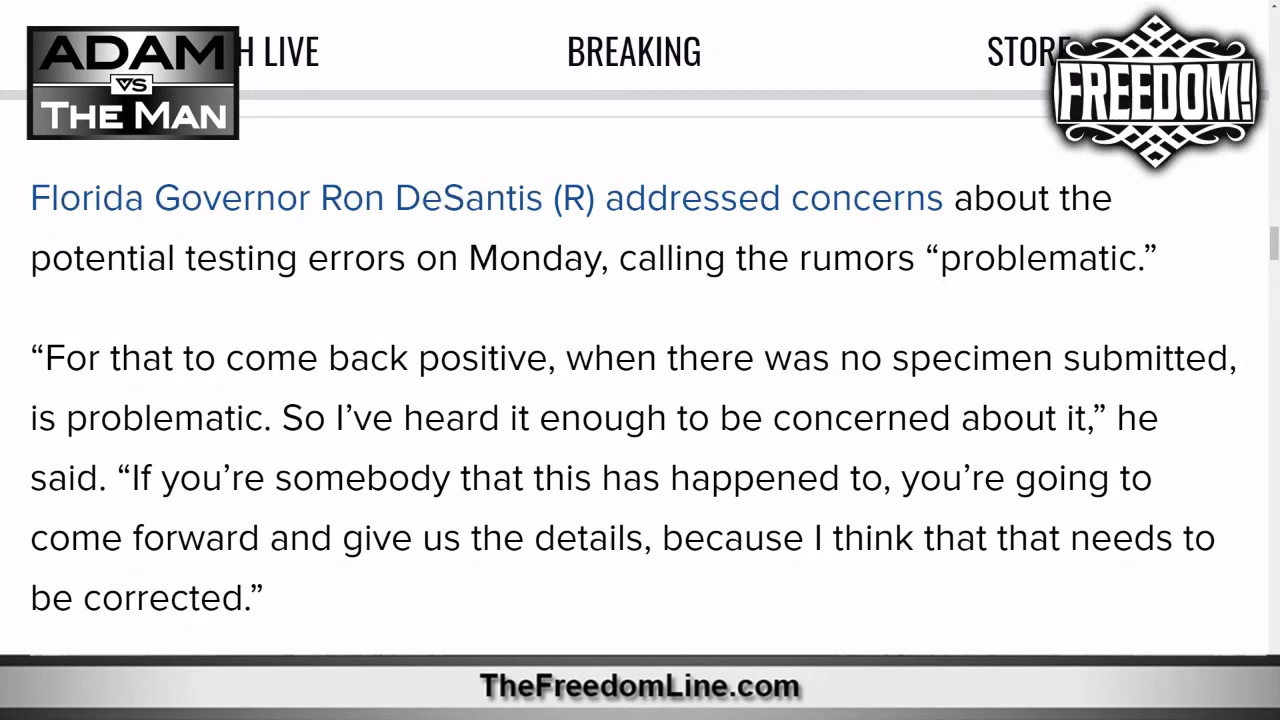 ADAM
VS
THE MAN
H LIVE
BREAKING
STORE
FREEDOM!
Florida Governor Ron DeSantis (R) addressed concerns about the
potential testing errors on Monday, calling the rumors “problematic.”
“For that to come back positive, when there was no specimen submitted,
is problematic. So I’ve heard it enough to be concerned about it,” he
said. “If you’re somebody that this has happened to, you’re going to
come forward and give us the details, because I think that that needs to
be corrected.”
TheFreedomLine.com